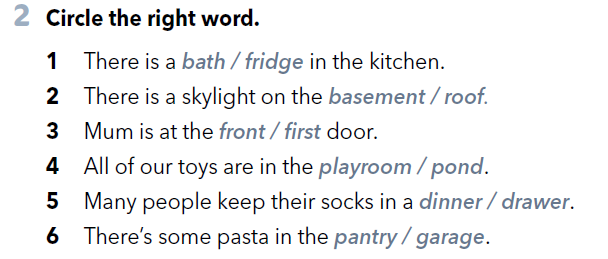 2 Circle the right word.
1 There is a bath / fridge in the kitchen.
2 There is a skylight on the basement / roof.
3 Mum is at the front / first door.
4 All of our toys are in the playroom / pond.
5 Many people keep their socks in a dinner / drawer.
6 There’s some pasta in the pantry / garage.